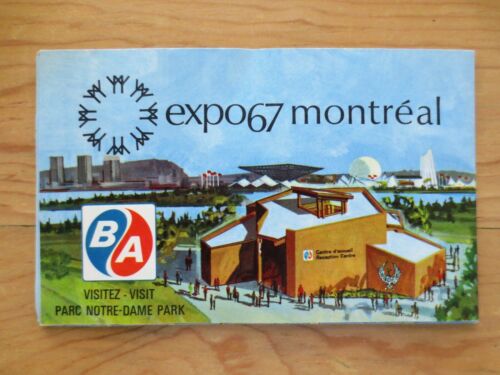 expo67 montréal
BA
Centre d'accueil
Reception Centre
VISITEZ - VISIT
PARC NOTRE-DAME PARK